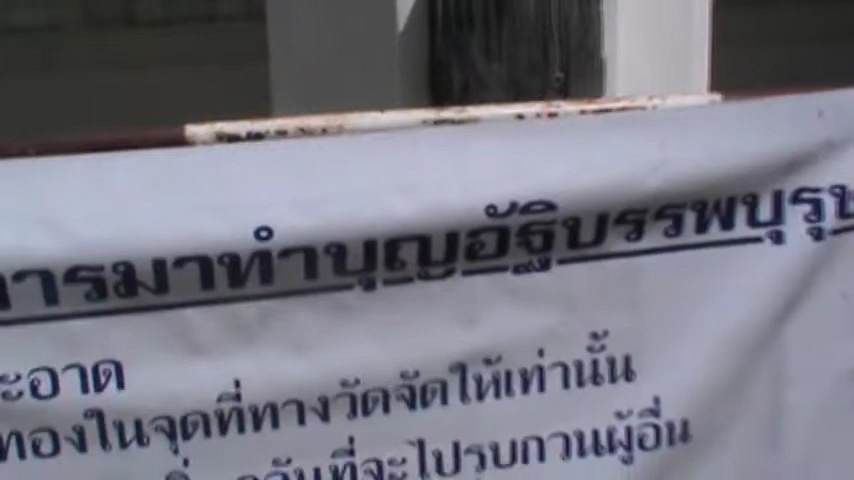 การมาทำบุญอัฐิบรรพบุรุษ
ะอาด
ทองในจุดที่ทางวัดจัดให้เท่านั้น
ควันที่จะไปรบกวนผู้อื่น